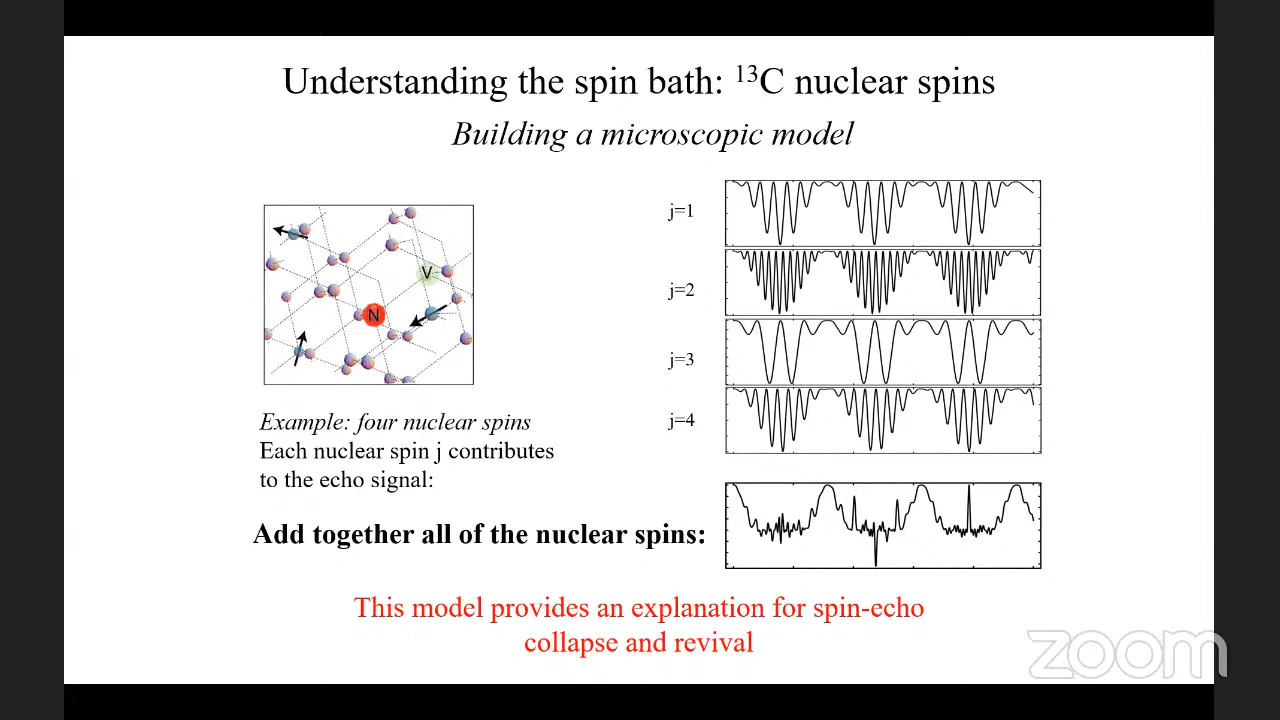 Understanding the spin bath: ¹³C nuclear spins
Building a microscopic model
V
N
Example: four nuclear spins
Each nuclear spin j contributes
to the echo signal:
j=1
j=2
j=3
j=4
Add together all of the nuclear spins:
This model provides an explanation for spin-echo
collapse and revival
zoom